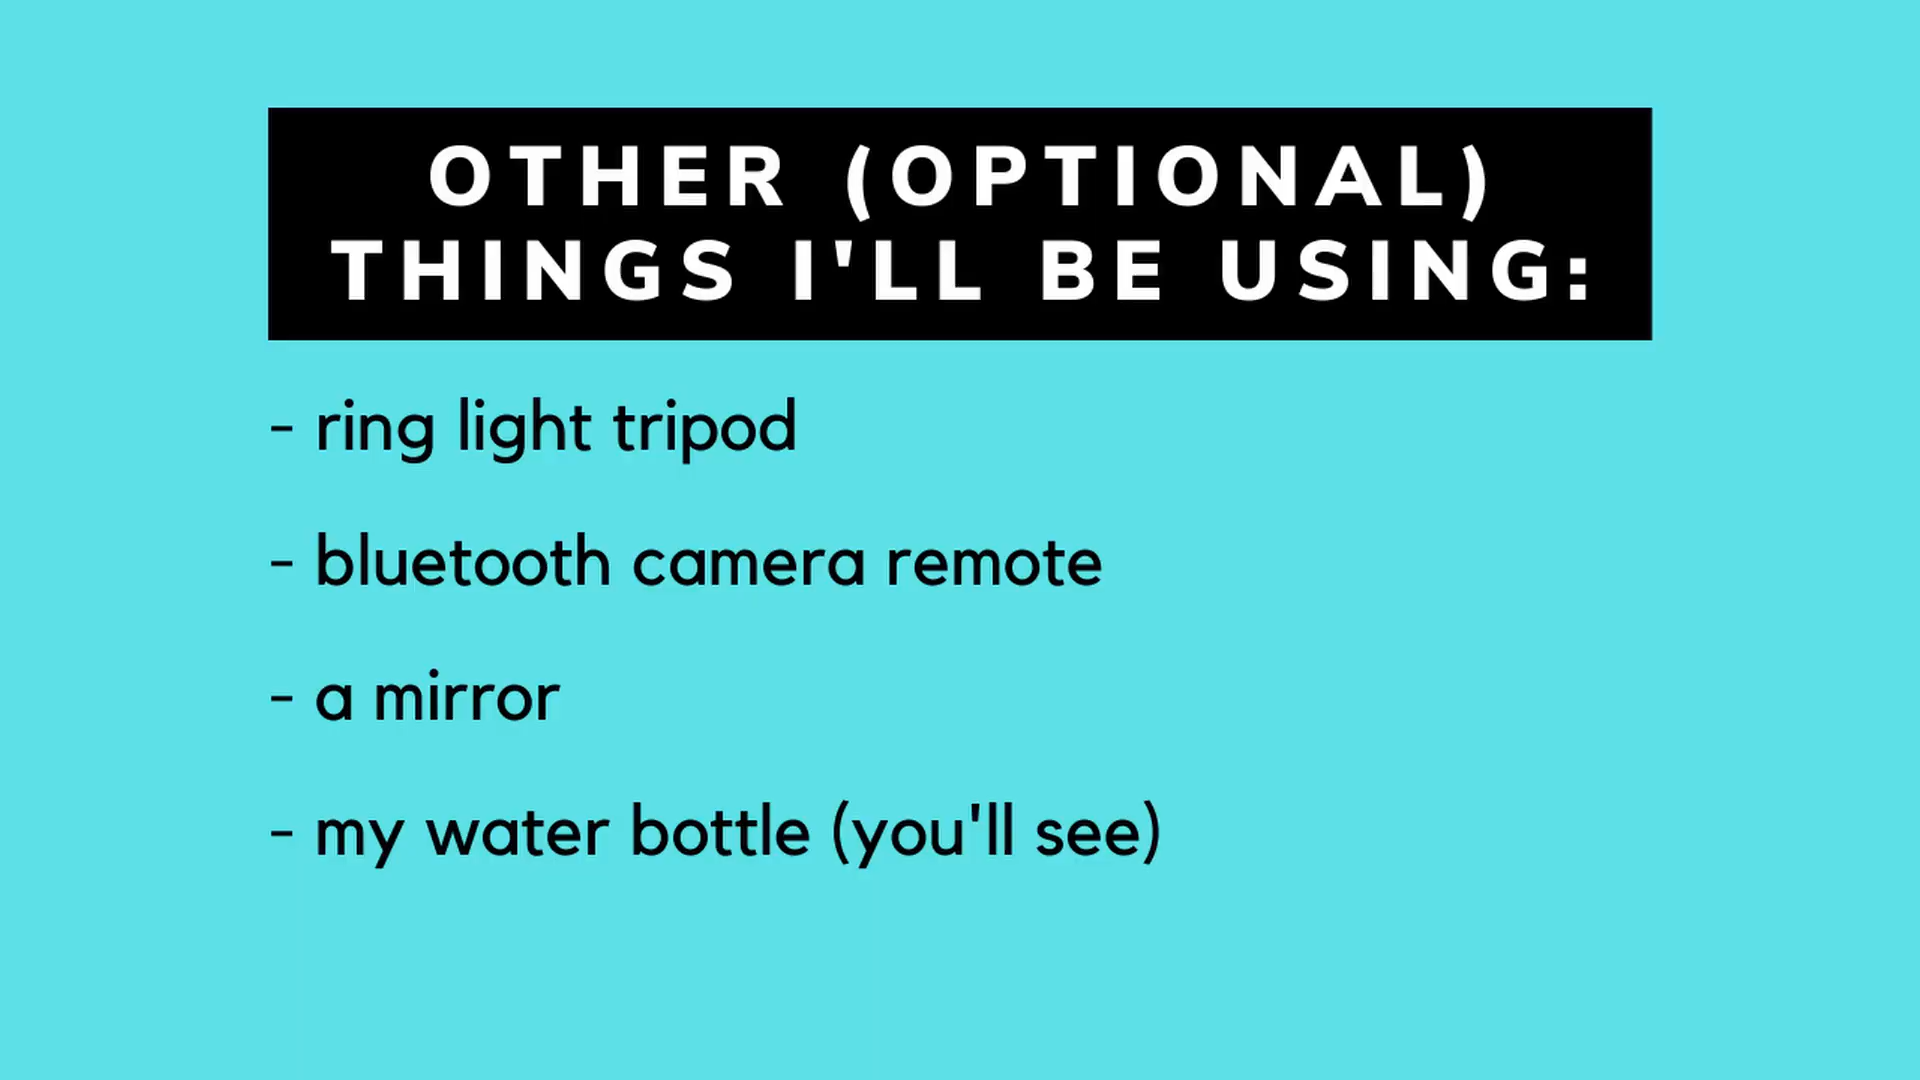 OTHER (OPTIONAL)
THINGS I'LL BE USING:
- ring light tripod
- bluetooth camera remote
- a mirror
- my water bottle (you'll see)